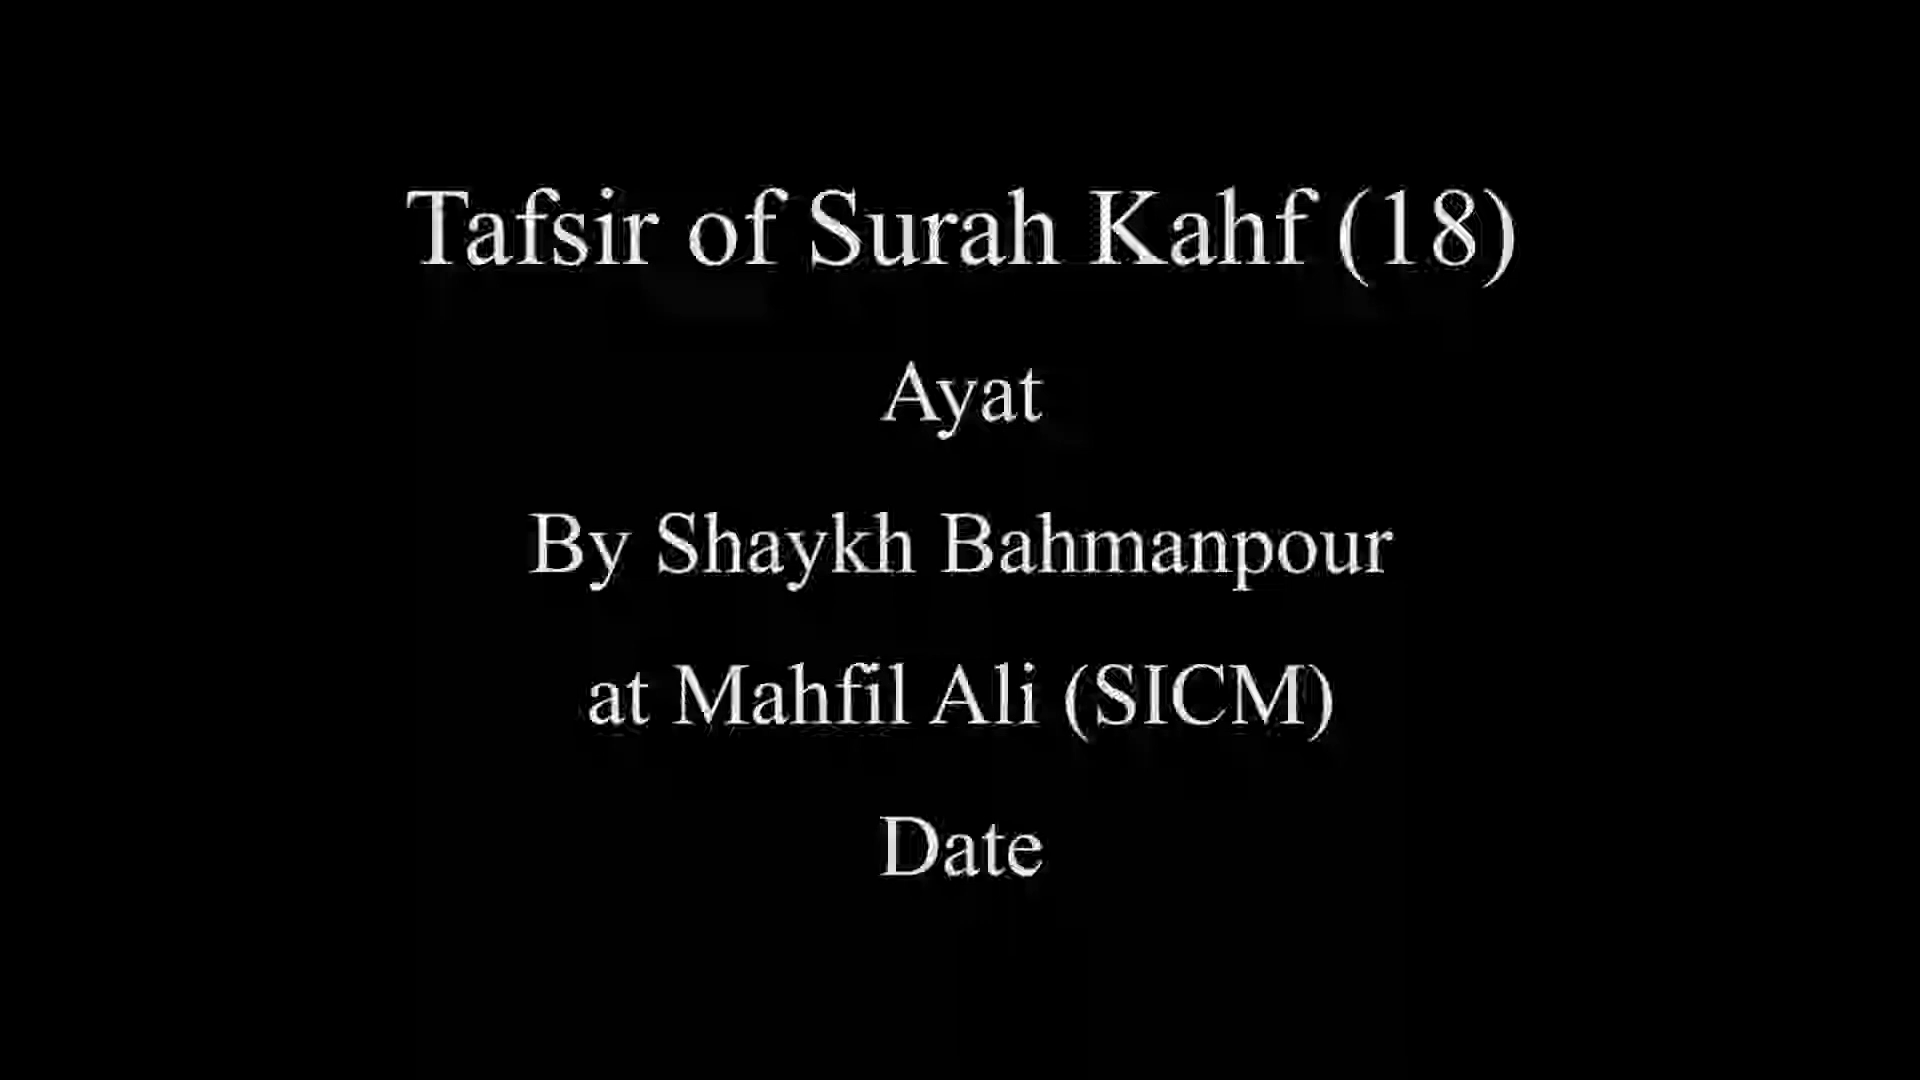 Tafsir of Surah Kahf (18)
Ayat
By Shaykh Bahmanpour
at Mahfil Ali (SICM)
Date